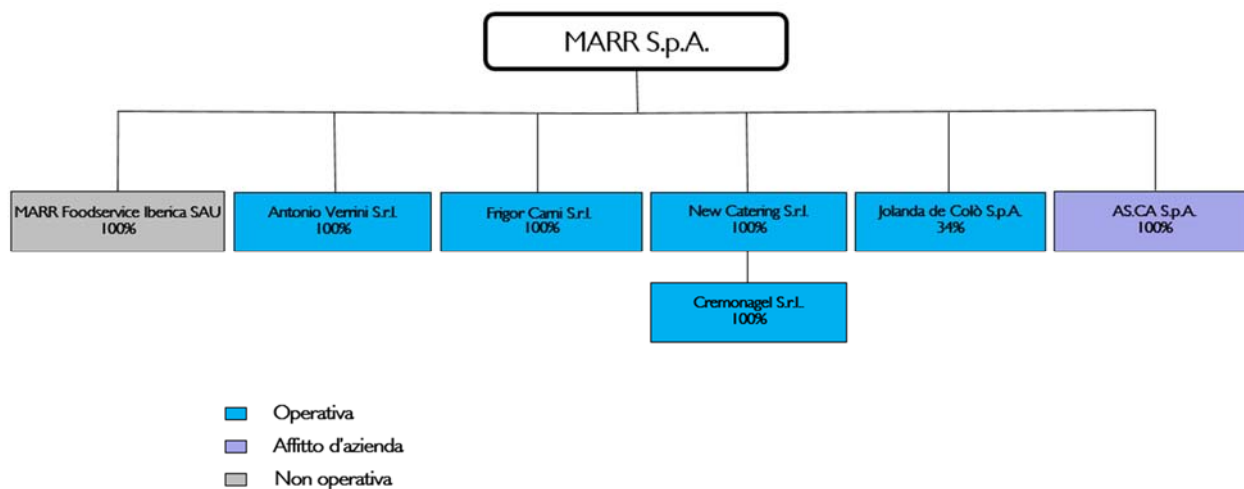 MARR S.p.A.
MARR Foodservice Iberica SAU
100%
Antonio Verrini S.r.l.
100%
Frigor Carni S.r.l.
100%
New Catering S.r.l.
100%
Jolanda de Colò S.p.A.
34%
AS.CA S.p.A.
100%
Cremonagel S.r.l.
100%
Operativa
Affitto d'azienda
Non operativa